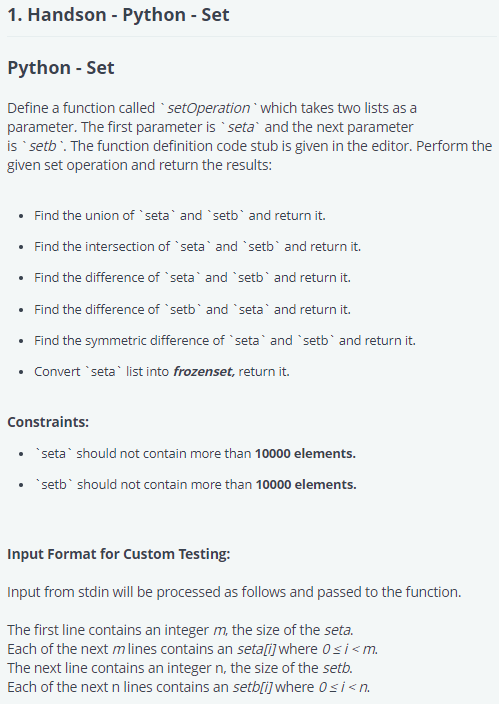 1. Handson - Python - Set
Python - Set
Define a function called `setOperation` which takes two lists as a
parameter. The first parameter is `seta` and the next parameter
is `setb`. The function definition code stub is given in the editor. Perform the
given set operation and return the results:
• Find the union of `seta` and `setb` and return it.
• Find the intersection of `seta` and `setb` and return it.
• Find the difference of `seta` and `setb` and return it.
• Find the difference of `setb` and `seta` and return it.
• Find the symmetric difference of `seta` and `setb` and return it.
• Convert `seta` list into frozenset, return it.
Constraints:
• `seta` should not contain more than 10000 elements.
• `setb` should not contain more than 10000 elements.
Input Format for Custom Testing:
Input from stdin will be processed as follows and passed to the function.
The first line contains an integer m, the size of the seta.
Each of the next m lines contains an seta[i] where 0 ≤ i < m.
The next line contains an integer n, the size of the setb.
Each of the next n lines contains an setb[i] where 0 ≤ i < n.